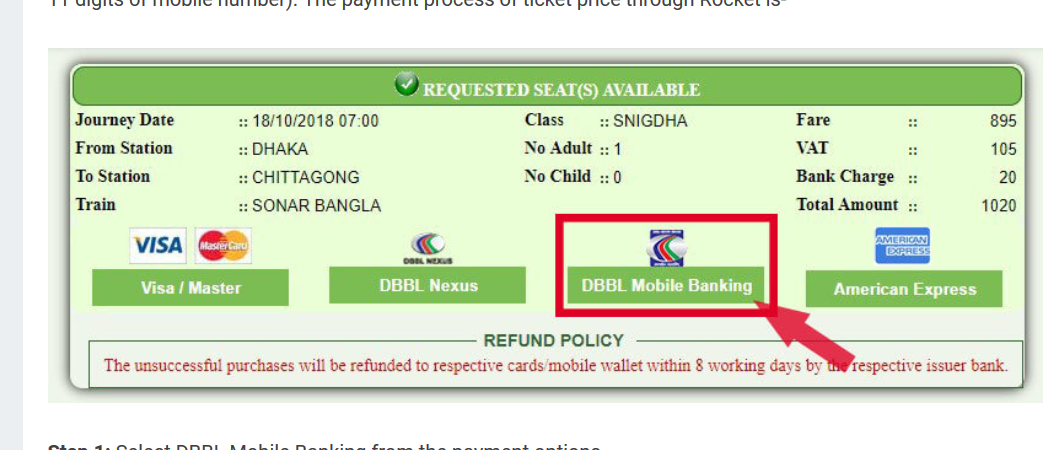 11 digits of mobile number). The payment process of ticket price through Rocket is-
REQUESTED SEAT(S) AVAILABLE
Journey Date :: 18/10/2018 07:00 Class :: SNIGDHA Fare :: 895
From Station :: DHAKA No Adult :: 1 VAT :: 105
To Station :: CHITTAGONG No Child :: 0 Bank Charge :: 20
Train :: SONAR BANGLA Total Amount :: 1020
VISA MasterCard DBBL NEXUS AMERICAN EXPRESS
Visa / Master DBBL Nexus DBBL Mobile Banking American Express
REFUND POLICY
The unsuccessful purchases will be refunded to respective cards/mobile wallet within 8 working days by the respective issuer bank.
Step 1: Select DBBL Mobile Banking from the payment options